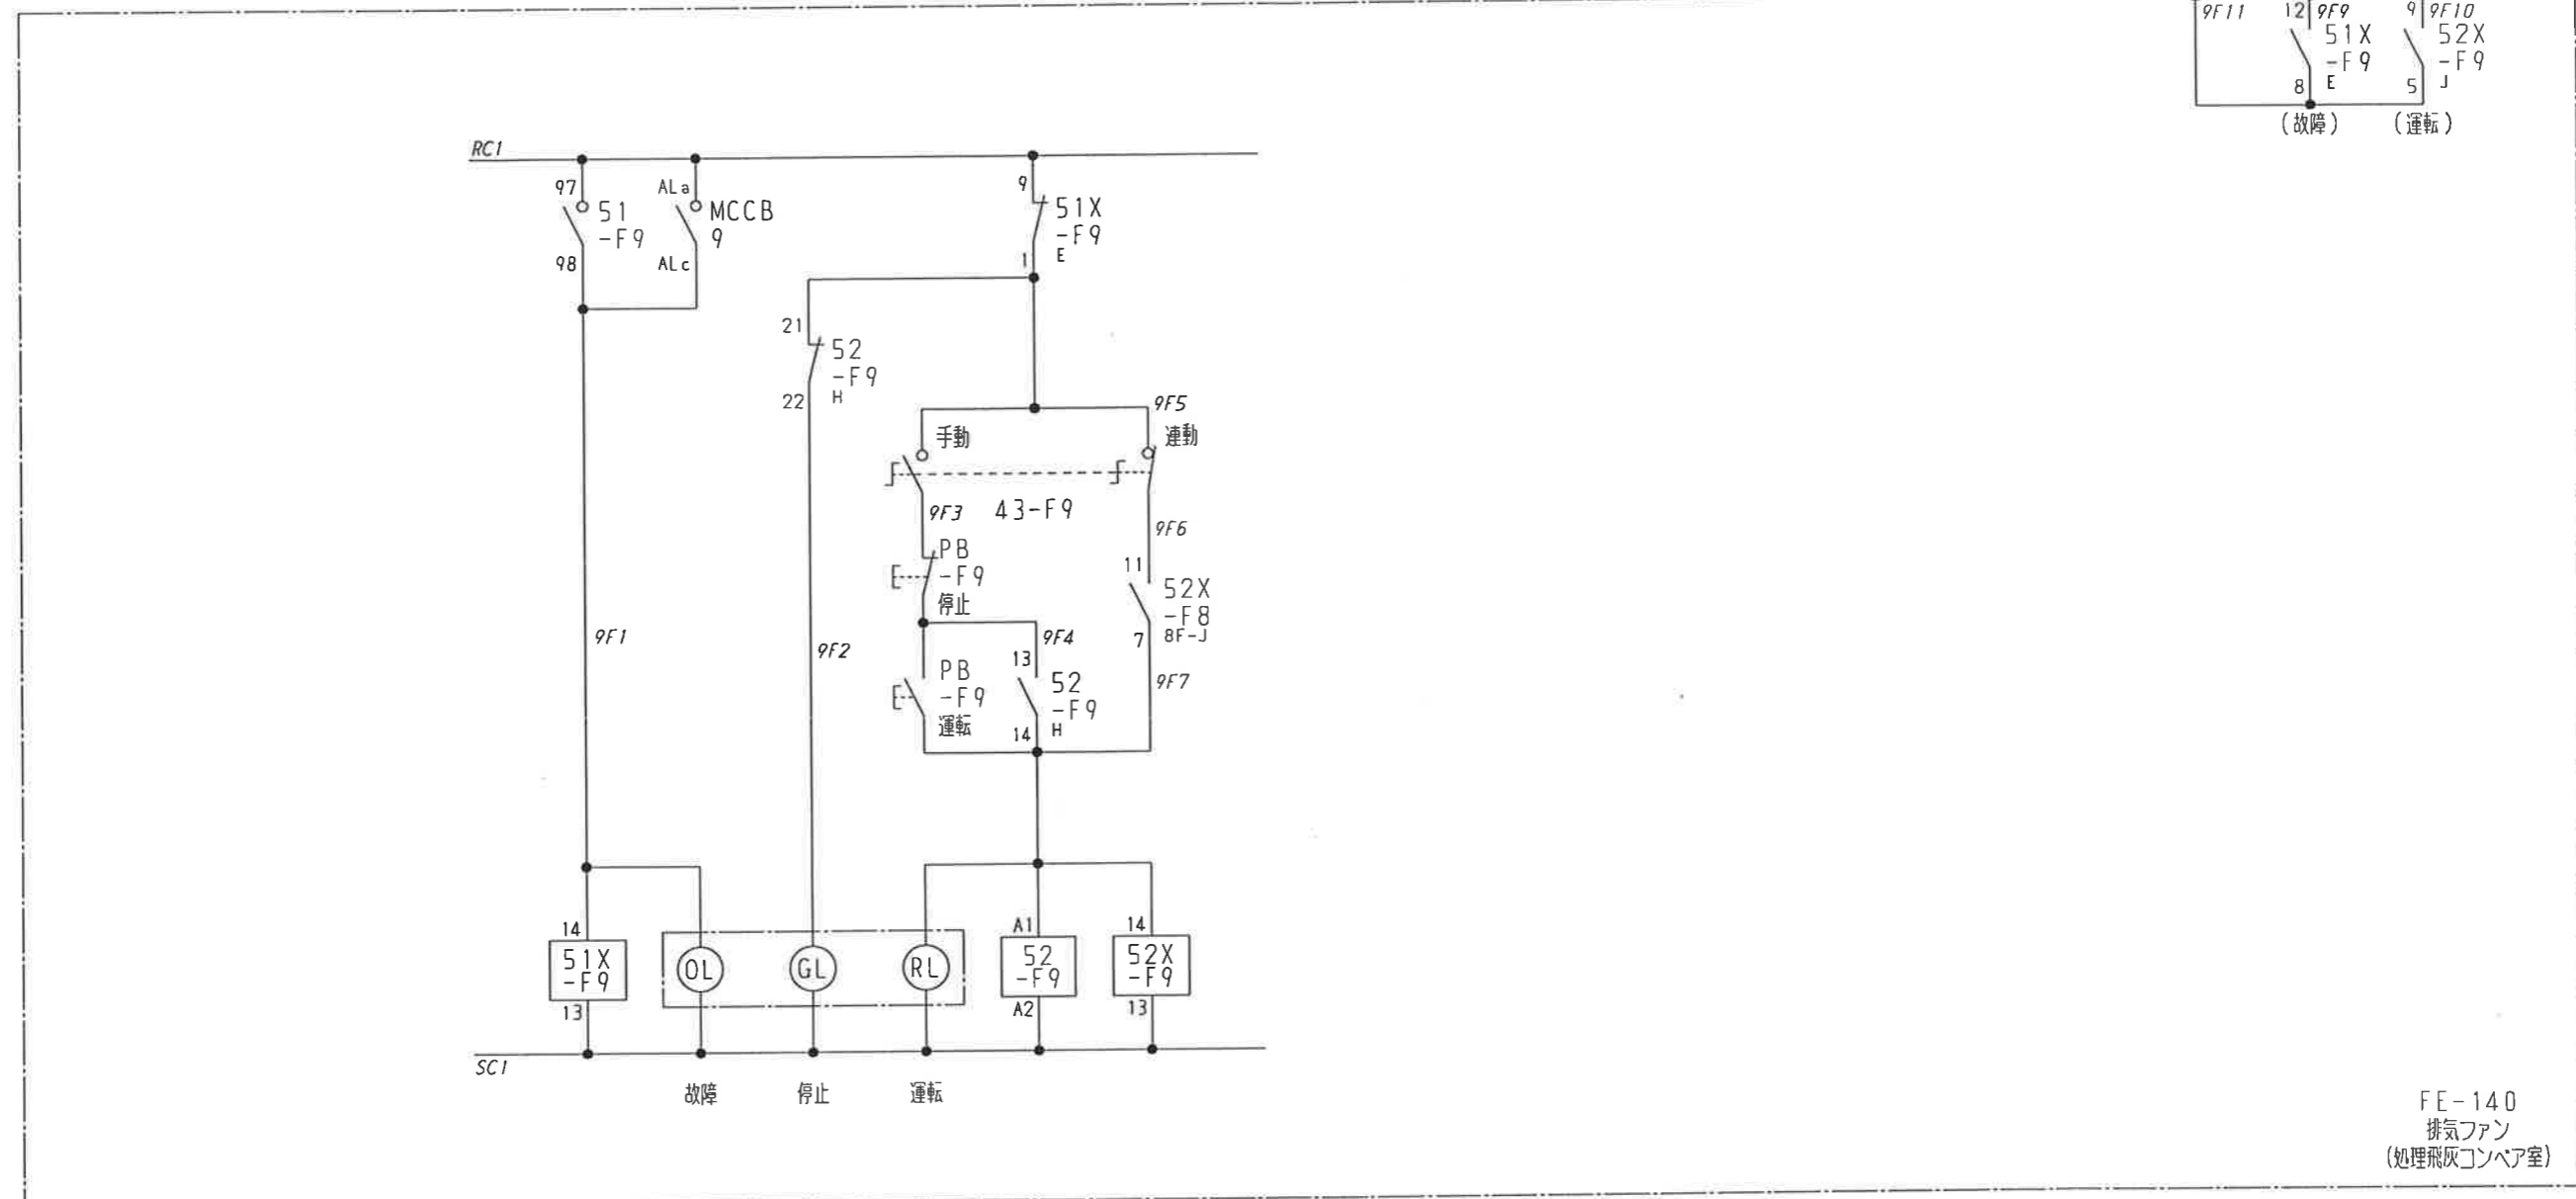 9F11 12 9F9 9 9F10
51X 52X
-F9 -F9
8 E 5 J
(故障) (運転)
RC1
97 ALa 9
51 MCCB 51X
-F9 9 -F9
98 ALc 1 E
21
52
-F9
22 H
9F5
手動 連動
9F3 43-F9 9F6
PB
-F9
停止
11
52X
-F8
7 8F-J
9F1 9F2 9F4
13
PB 52 9F7
-F9 -F9
運転 14 H
14 A1 14
51X OL GL RL 52 52X
-F9 -F9 -F9
13 A2 13
SC1
故障 停止 運転
FE-140
排気ファン
(処理飛灰コンベア室)